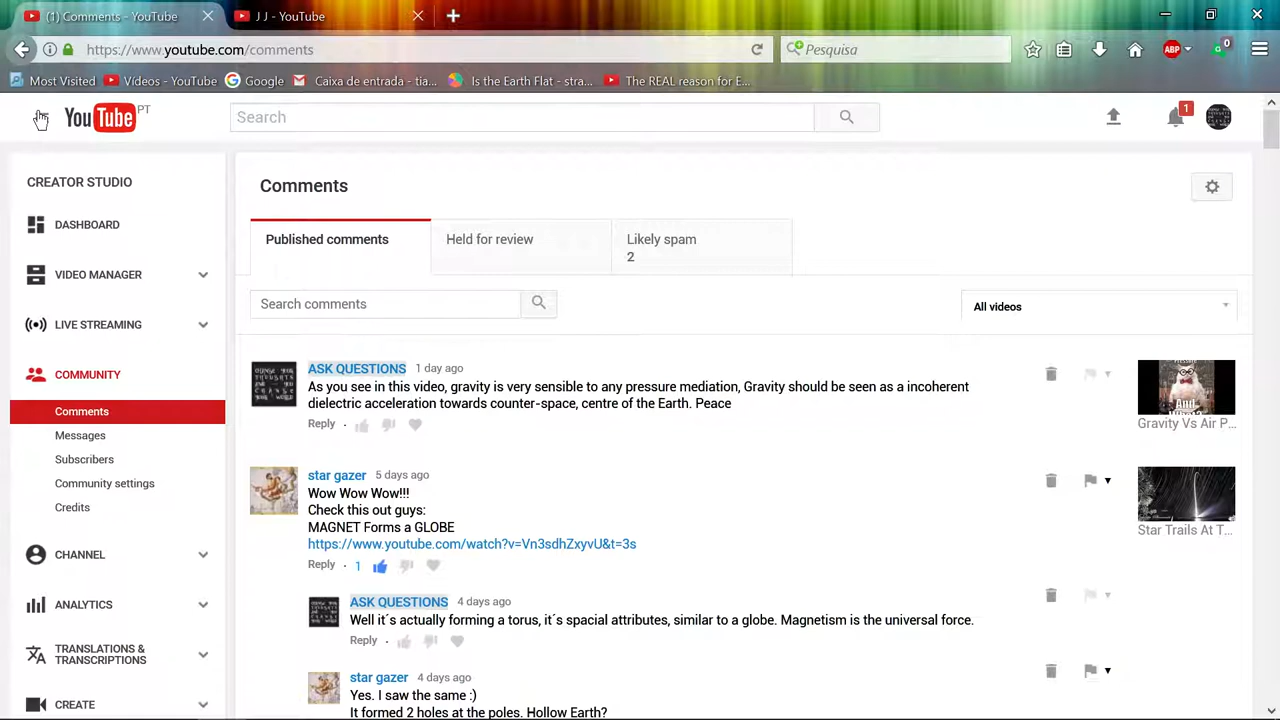 (1) Comments - YouTube
J J - YouTube
https://www.youtube.com/comments
Pesquisa
ABP
0
Most Visited
Vídeos - YouTube
Google
Caixa de entrada - tia...
Is the Earth Flat - stra...
The REAL reason for E...
YouTube PT
Search
1
CREATOR STUDIO
DASHBOARD
VIDEO MANAGER
LIVE STREAMING
COMMUNITY
Comments
Messages
Subscribers
Community settings
Credits
CHANNEL
ANALYTICS
TRANSLATIONS &
TRANSCRIPTIONS
CREATE
Comments
Published comments
Held for review
Likely spam
2
Search comments
All videos
ASK QUESTIONS 1 day ago
As you see in this video, gravity is very sensible to any pressure mediation, Gravity should be seen as a incoherent
dielectric acceleration towards counter-space, centre of the Earth. Peace
Reply
Gravity Vs Air P...
star gazer 5 days ago
Wow Wow Wow!!!
Check this out guys:
MAGNET Forms a GLOBE
https://www.youtube.com/watch?v=Vn3sdhZxyvU&t=3s
Reply · 1
Star Trails At T...
ASK QUESTIONS 4 days ago
Well it´s actually forming a torus, it´s spacial attributes, similar to a globe. Magnetism is the universal force.
Reply
star gazer 4 days ago
Yes. I saw the same :)
It formed 2 holes at the poles. Hollow Earth?